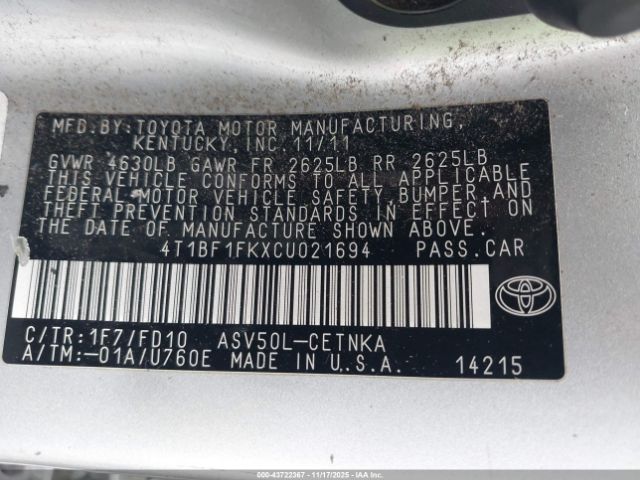 MFD.BY:TOYOTA MOTOR MANUFACTURING,
KENTUCKY, INC. 11/11
GVWR 4630LB GAWR FR 2625LB RR 2625LB
THIS VEHICLE CONFORMS TO ALL APPLICABLE
FEDERAL MOTOR VEHICLE SAFETY,BUMPER,AND
THEFT PREVENTION STANDARDS IN EFFECT ON
THE DATE OF MANUFACTURE SHOWN ABOVE.
4T1BF1FKXCU021694 PASS.CAR
C/TR:1F7/FD10 ASV50L-CETNKA
A/TM:-01A/U760E MADE IN U.S.A. 14215
000-43722367 - 11/17/2025 - IAAI.COM